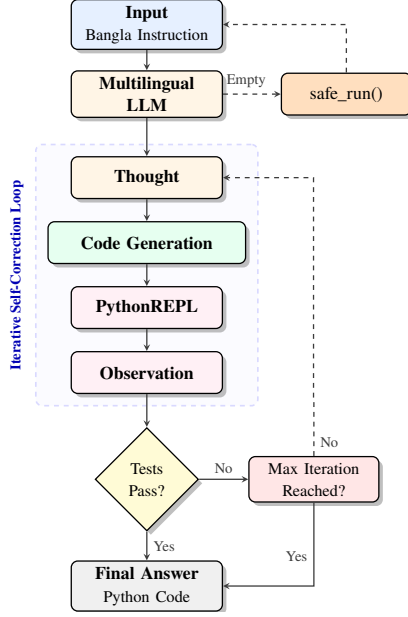 Input
Bangla Instruction
Multilingual
LLM
Empty
safe_run()
Iterative Self-Correction Loop
Thought
Code Generation
PythonREPL
Observation
Tests
Pass?
No
Max Iteration
Reached?
No
Yes
Yes
Final Answer
Python Code